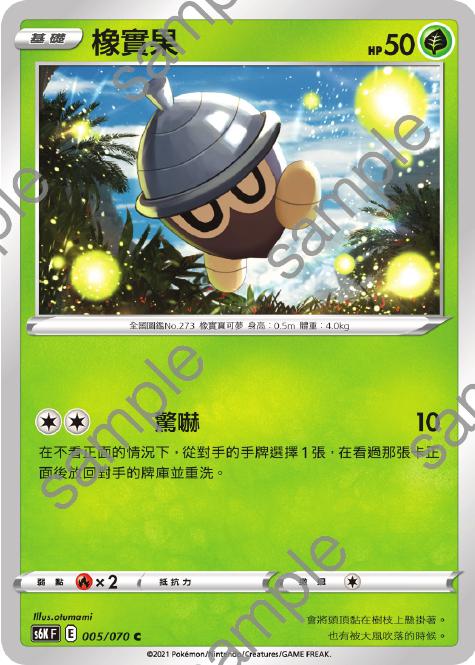 基礎 橡實果 HP50
全國圖鑑No.273 橡實寶可夢 身高:0.5m 體重:4.0kg
驚嚇 10
在不看正面的情況下,從對手的手牌選擇1張,在看過那張卡正
面後放回對手的牌庫並重洗。
弱點 ×2 抵抗力 撤退
Illus.otumami
會將頭頂黏在樹枝上懸掛著。
S6K F E 005/070 C
也有被大風吹落的時候。
©2021 Pokémon/Nintendo/Creatures/GAME FREAK.
sample
sample
sample
sample
sample
sample